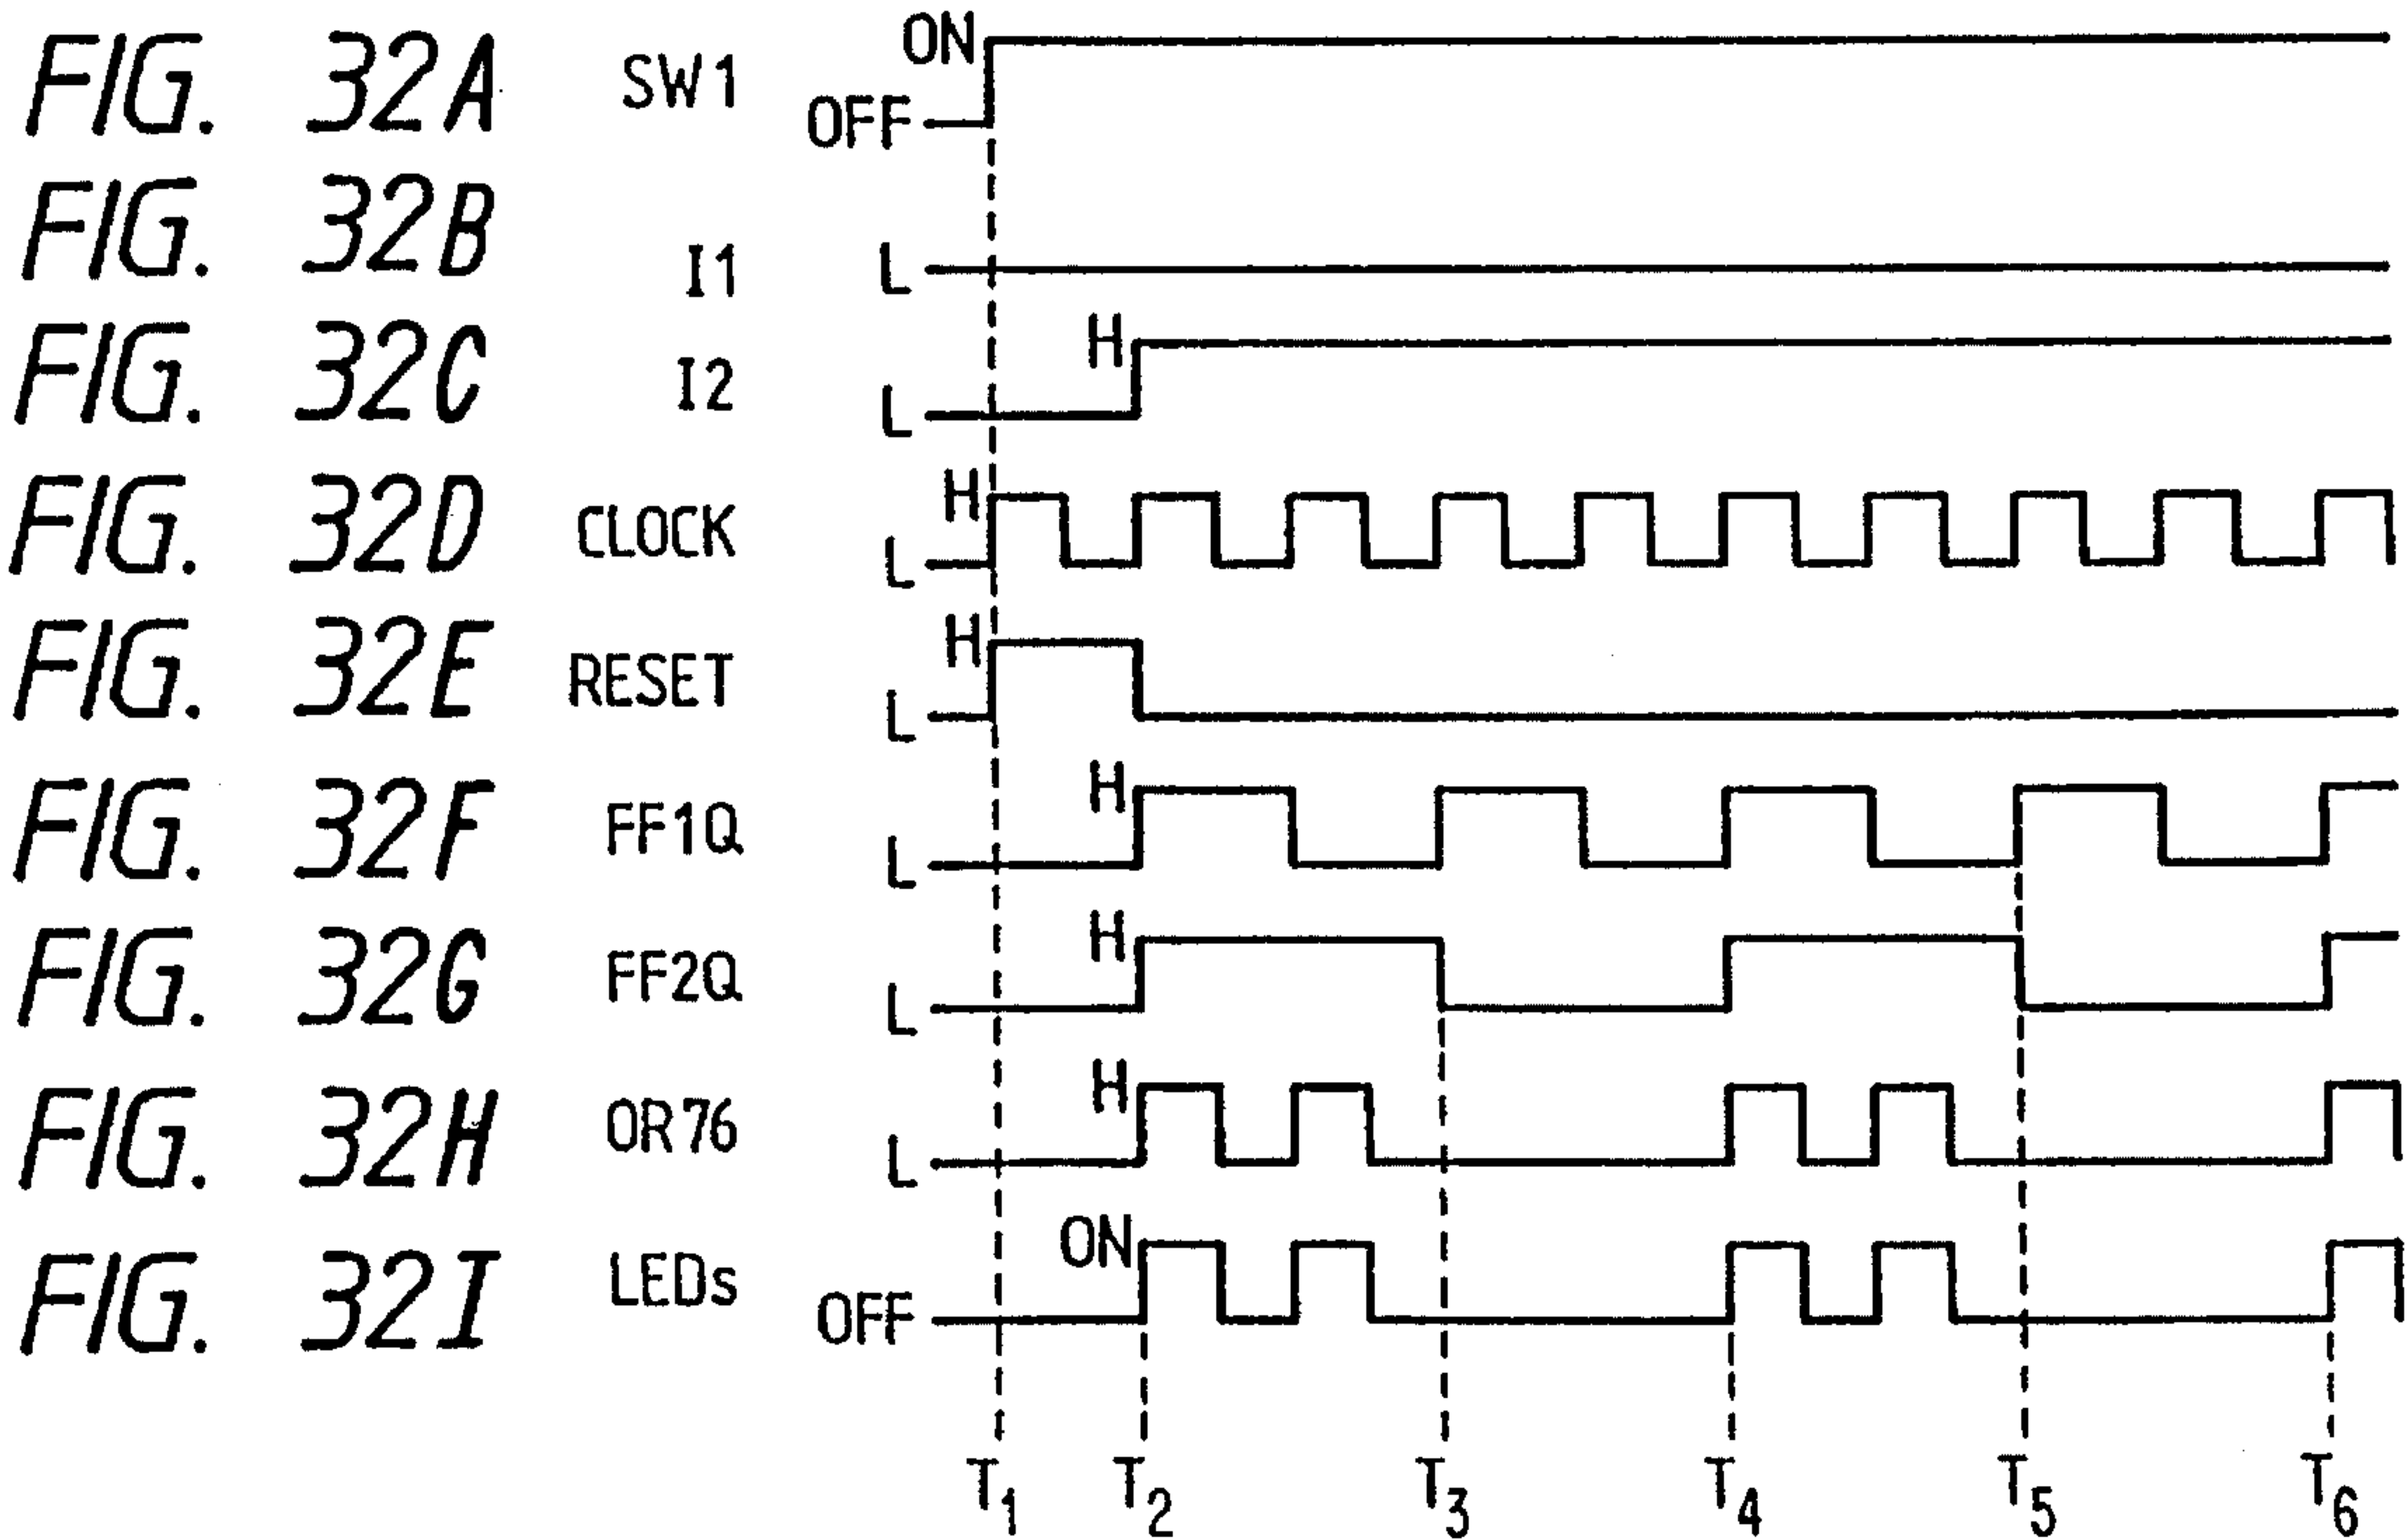 FIG. 32A SW1 ON OFF
FIG. 32B I1 L
FIG. 32C I2 H L
FIG. 32D CLOCK H L
FIG. 32E RESET H L
FIG. 32F FF1Q H L
FIG. 32G FF2Q H L
FIG. 32H OR76 H L
FIG. 32I LEDs ON OFF
T1 T2 T3 T4 T5 T6